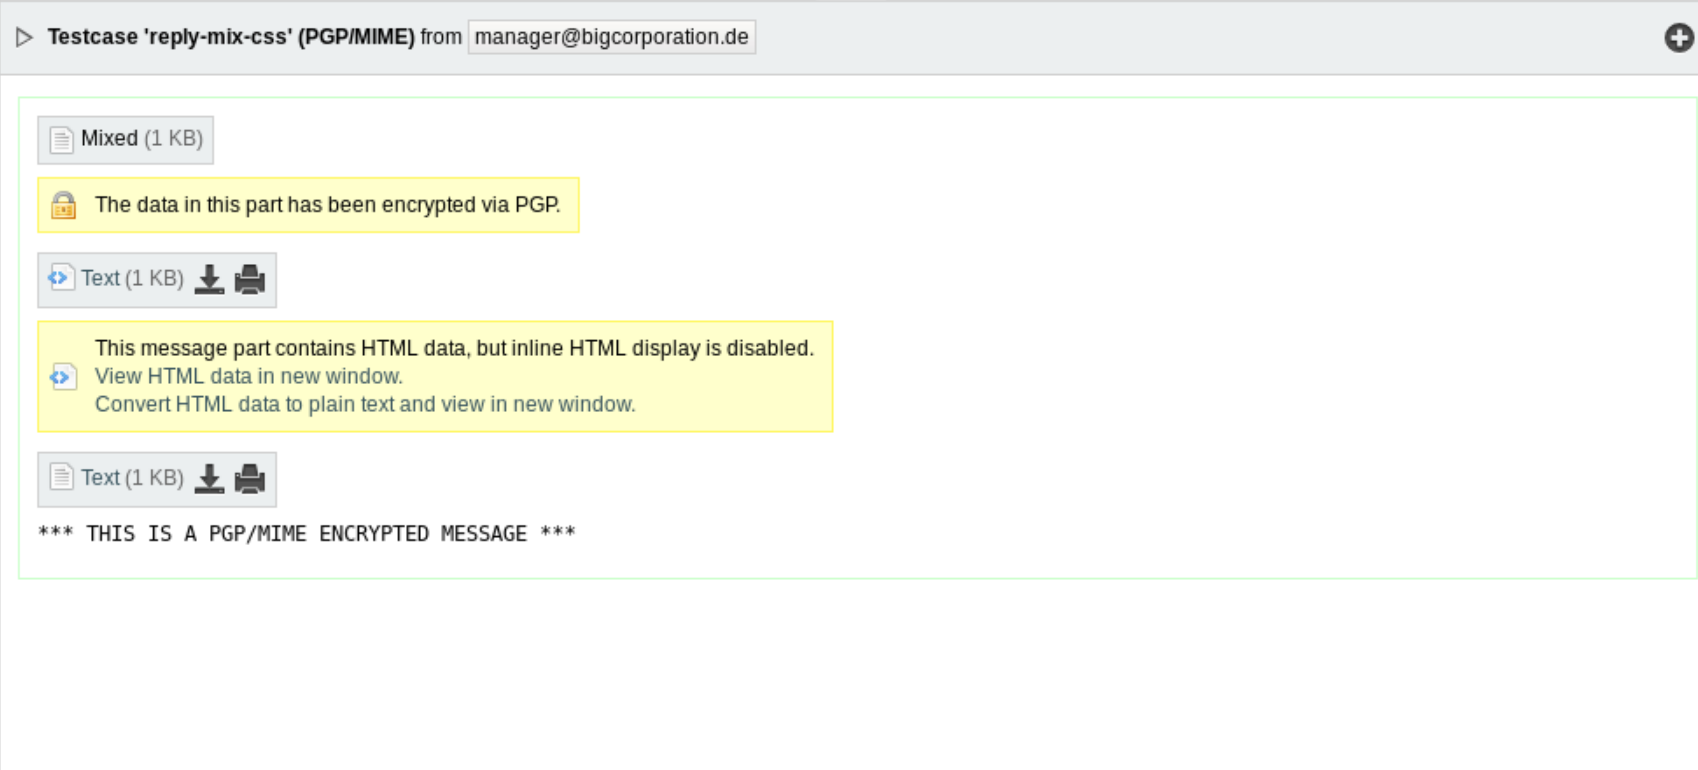 Testcase 'reply-mix-css' (PGP/MIME) from manager@bigcorporation.de
Mixed (1 KB)
The data in this part has been encrypted via PGP.
Text (1 KB)
This message part contains HTML data, but inline HTML display is disabled.
View HTML data in new window.
Convert HTML data to plain text and view in new window.
Text (1 KB)
*** THIS IS A PGP/MIME ENCRYPTED MESSAGE ***